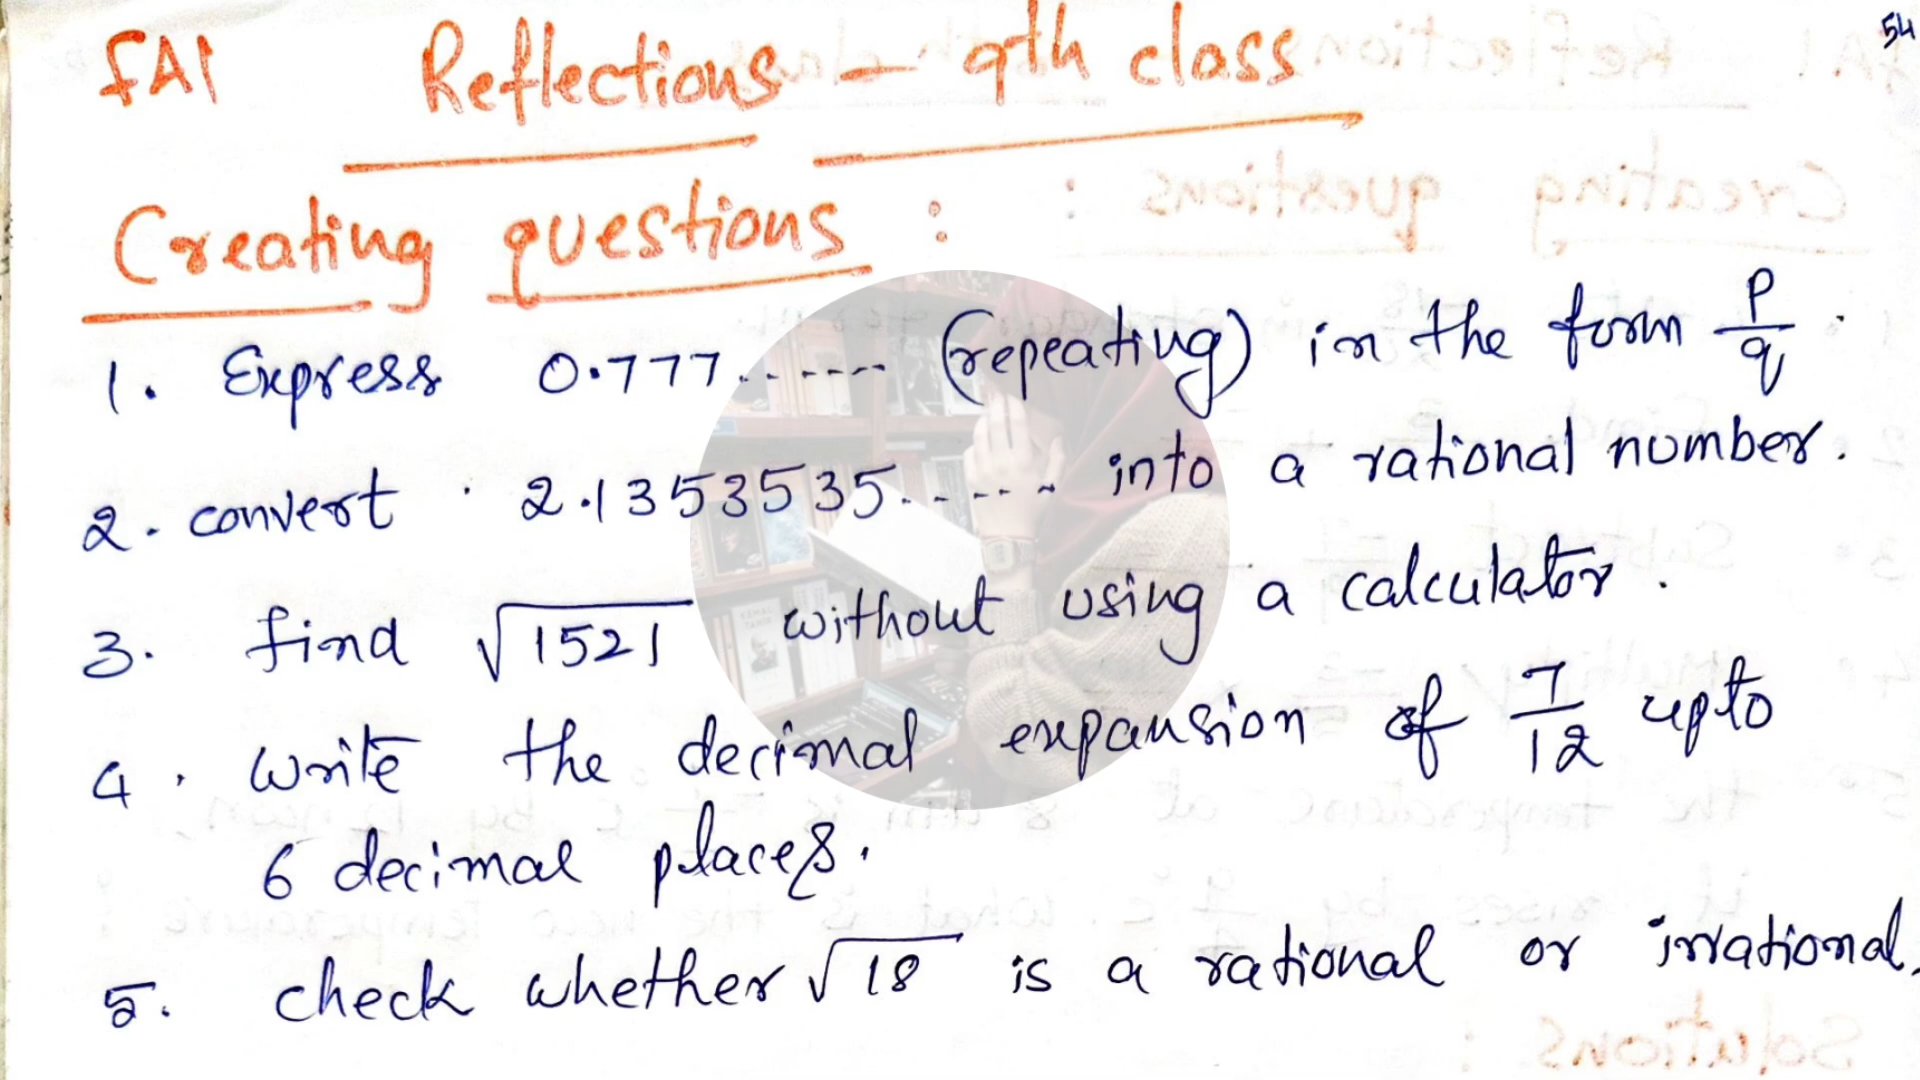 54
FA1 Reflections - 9th class
Creating questions :
1. Express 0.777....... (repeating) in the form p/q.
2. convert 2.1353535...... into a rational number.
3. find √1521 without using a calculator.
4. write the decimal expansion of 7/12 upto
6 decimal places.
5. check whether √18 is a rational or irrational.